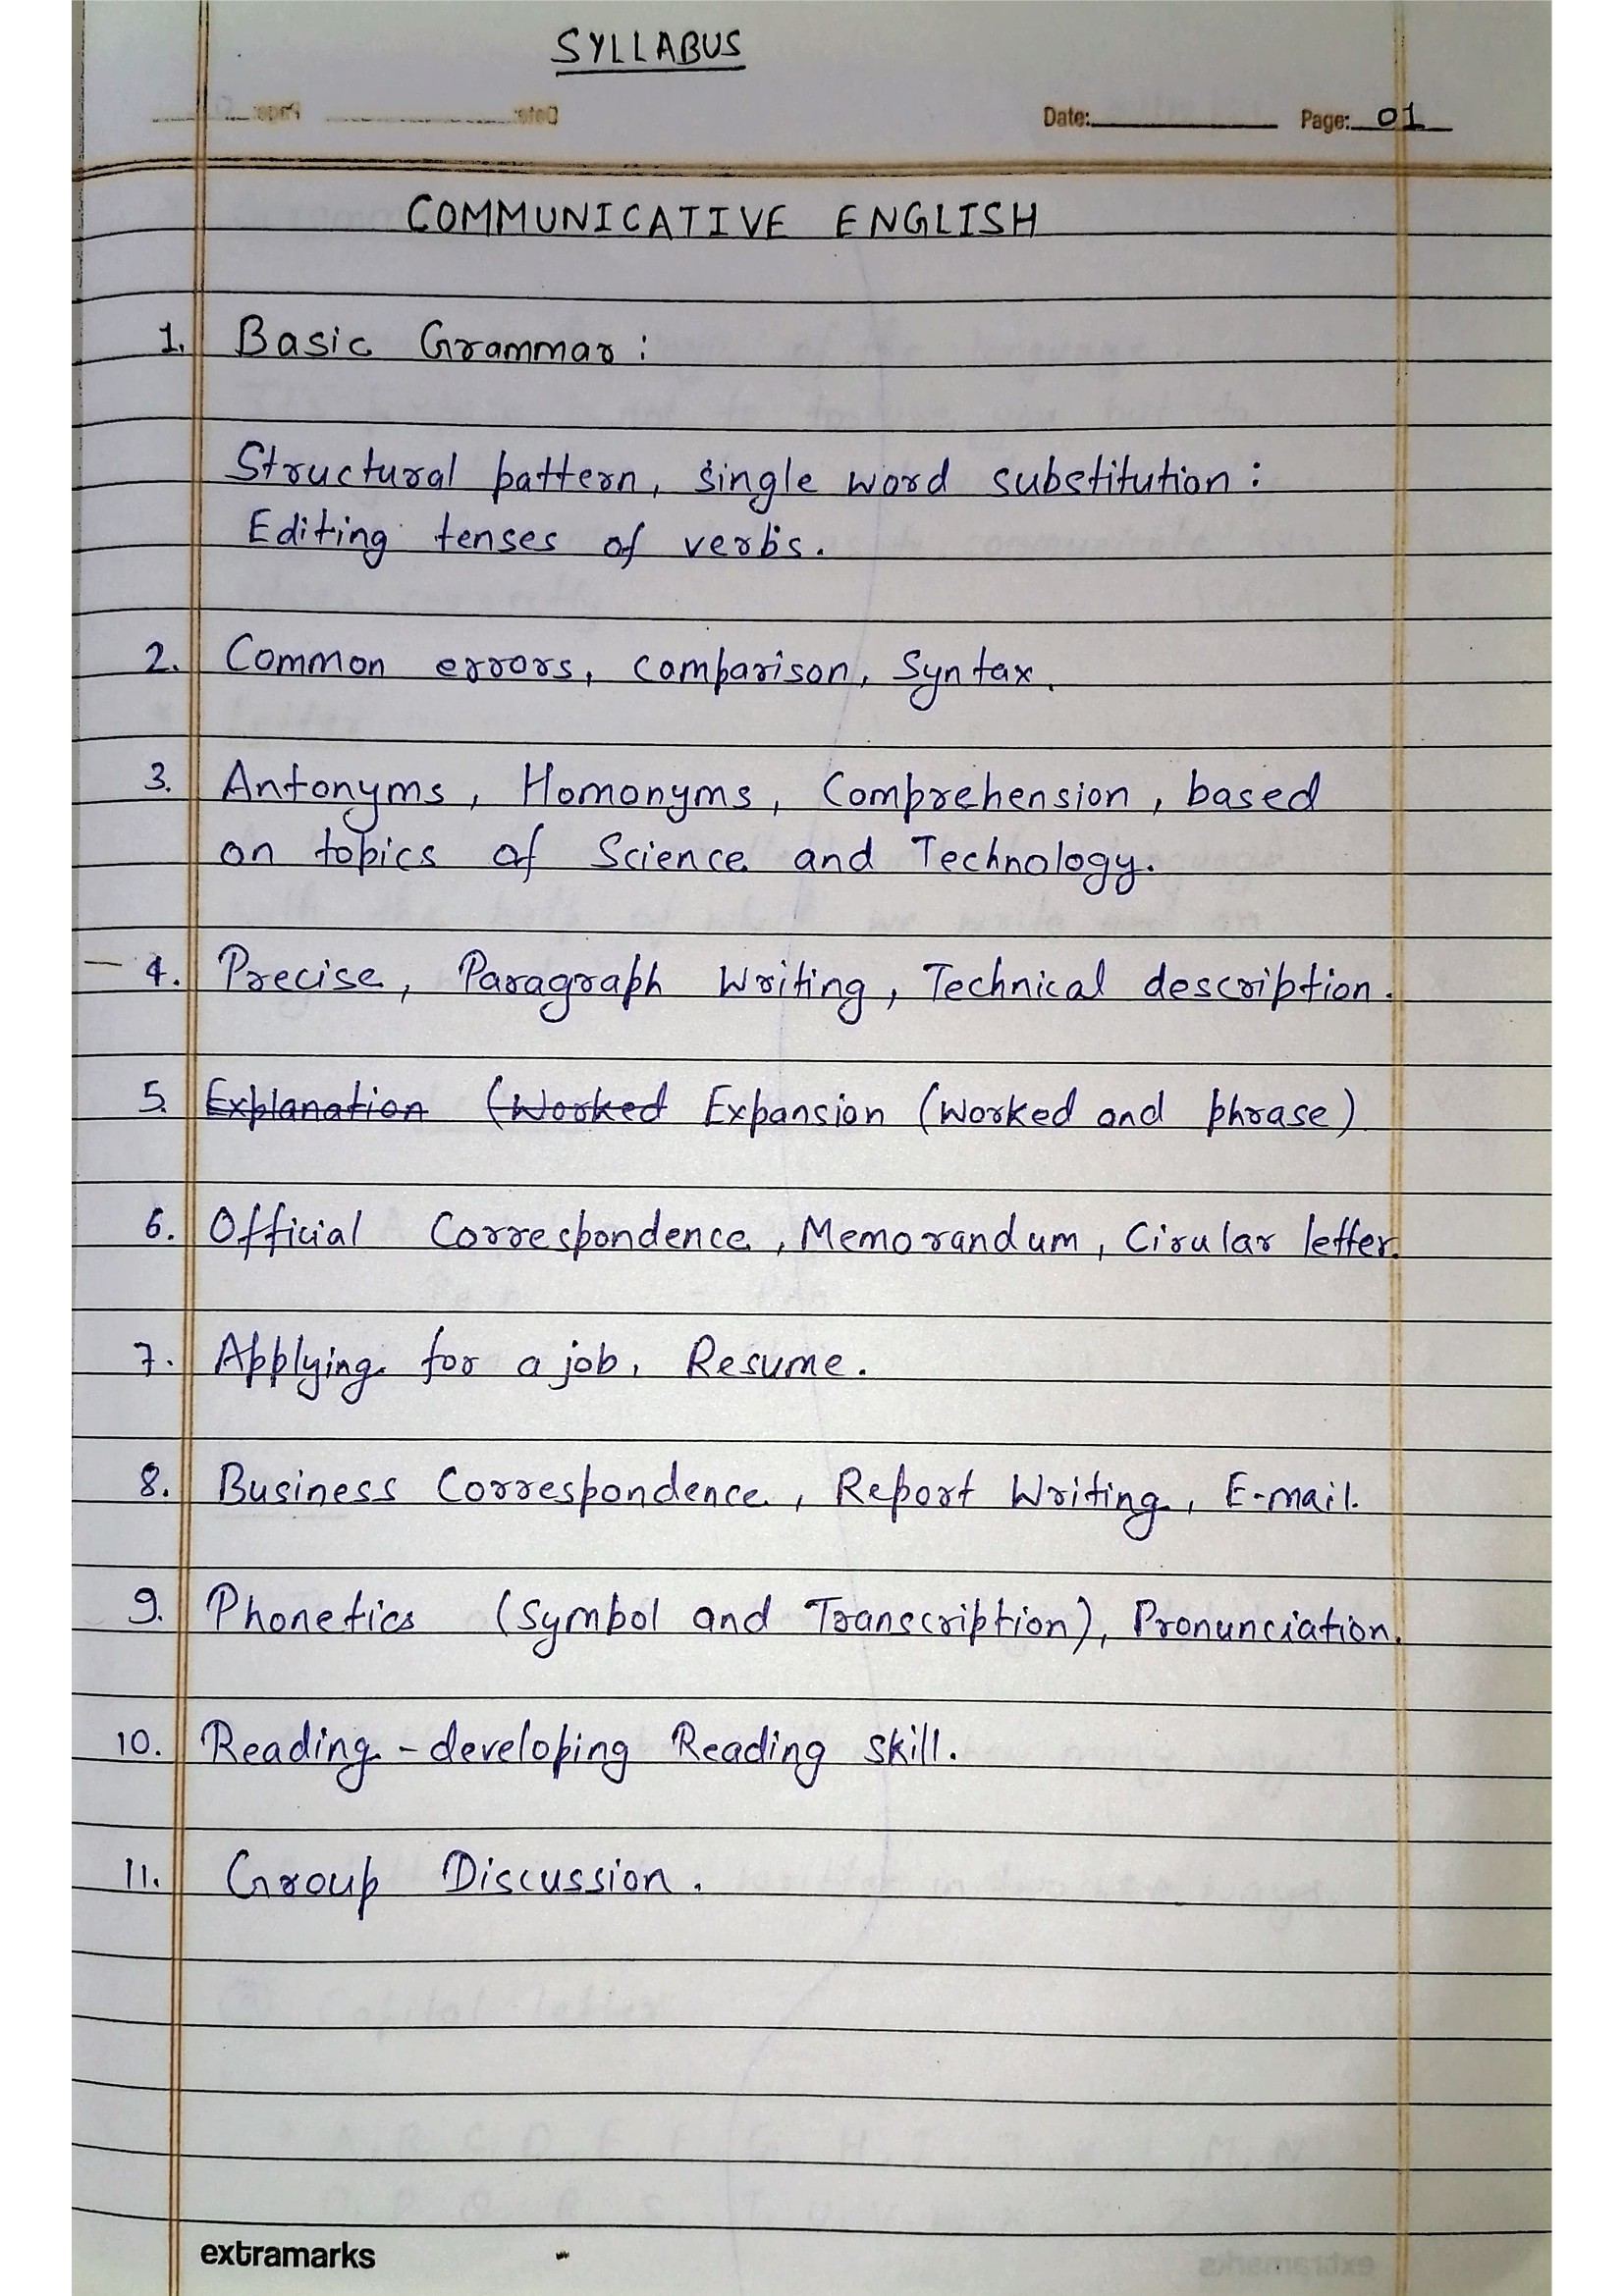 SYLLABUS
Date: Page: 01
COMMUNICATIVE ENGLISH
1. Basic Grammar :
Structural pattern, single word substitution :
Editing tenses of verbs.
2. Common errors, comparison, Syntax.
3. Antonyms, Homonyms, Comprehension, based
on topics of Science and Technology.
4. Precise, Paragraph Writing, Technical description.
5. Explanation (Worked Expansion (Worked and phrase)
6. Official Correspondence, Memorandum, Cirular letter.
7. Applying for a job, Resume.
8. Business Correspondence, Report Writing, E-mail.
9. Phonetics (Symbol and Transcription), Pronunciation.
10. Reading - developing Reading skill.
11. Group Discussion.
extramarks